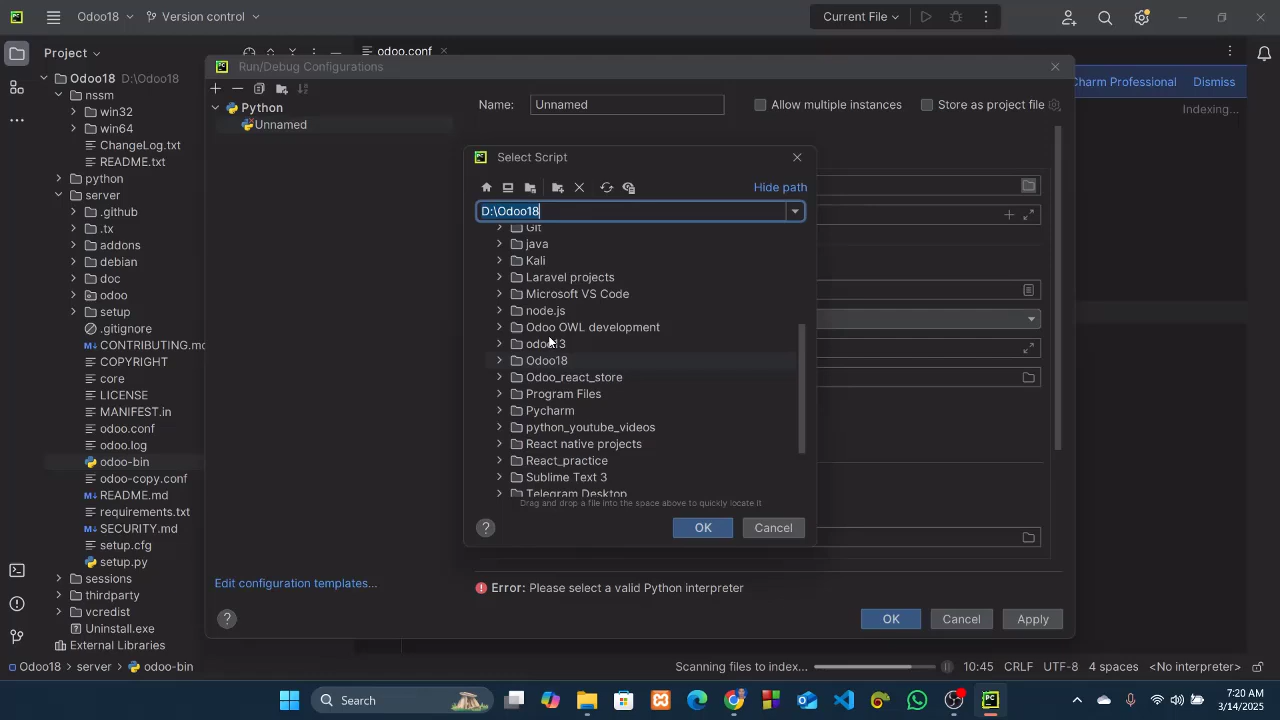 Odoo18
Version control
Current File
Project
odoo.conf
Odoo18 D:\Odoo18
nssm
win32
win64
ChangeLog.txt
README.txt
python
server
.github
.tx
addons
debian
doc
odoo
setup
.gitignore
CONTRIBUTING.md
COPYRIGHT
core
LICENSE
MANIFEST.in
odoo.conf
odoo.log
odoo-bin
odoo-copy.conf
README.md
requirements.txt
SECURITY.md
setup.cfg
setup.py
sessions
thirdparty
vcredist
Uninstall.exe
External Libraries
Run/Debug Configurations
Python
Unnamed
Edit configuration templates...
Name: Unnamed
Allow multiple instances
Store as project file
Charm Professional
Dismiss
Indexing...
Select Script
Hide path
D:\Odoo18
Git
java
Kali
Laravel projects
Microsoft VS Code
node.js
Odoo OWL development
odoo13
Odoo18
Odoo_react_store
Program Files
Pycharm
python_youtube_videos
React native projects
React_practice
Sublime Text 3
Telegram Desktop
Drag and drop a file into the space above to quickly locate it
OK
Cancel
Error: Please select a valid Python interpreter
OK
Cancel
Apply
Odoo18 > server > odoo-bin
Scanning files to index...
10:45 CRLF UTF-8 4 spaces <No interpreter>
Search
7:20 AM
3/14/2025